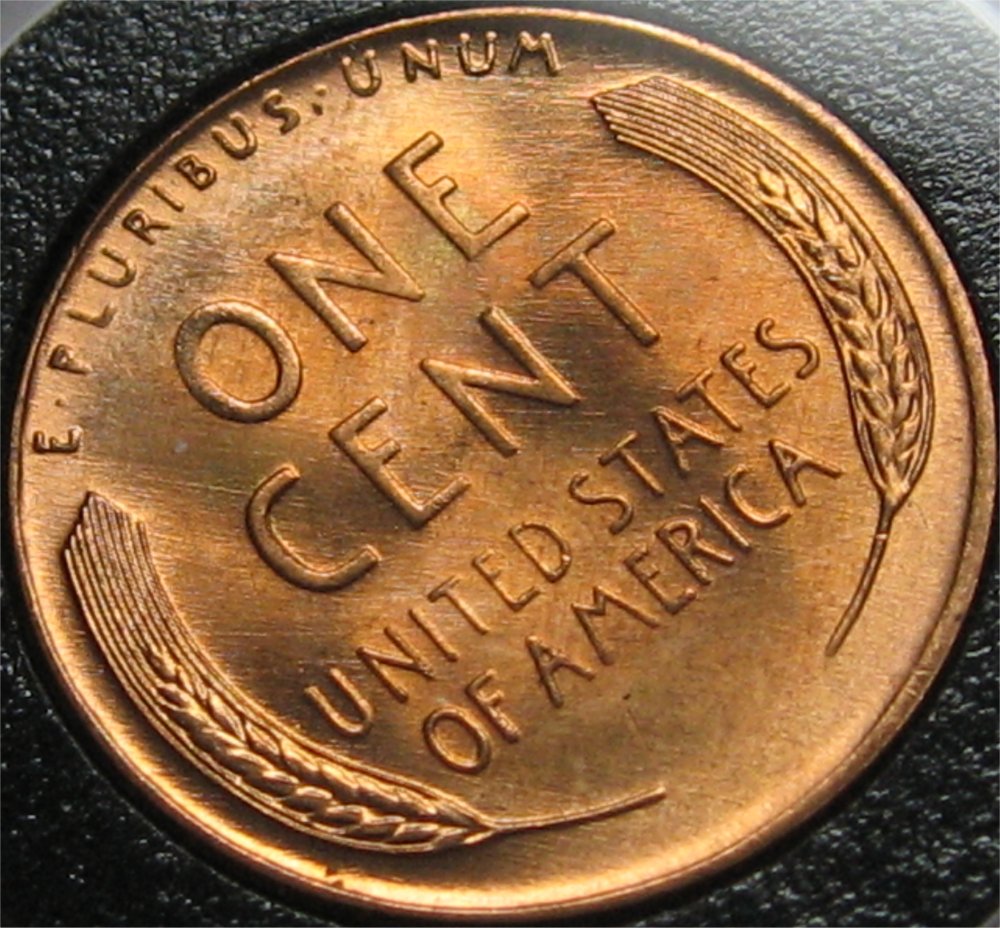 E·PLURIBUS·UNUM
ONE
CENT
UNITED STATES
OF AMERICA